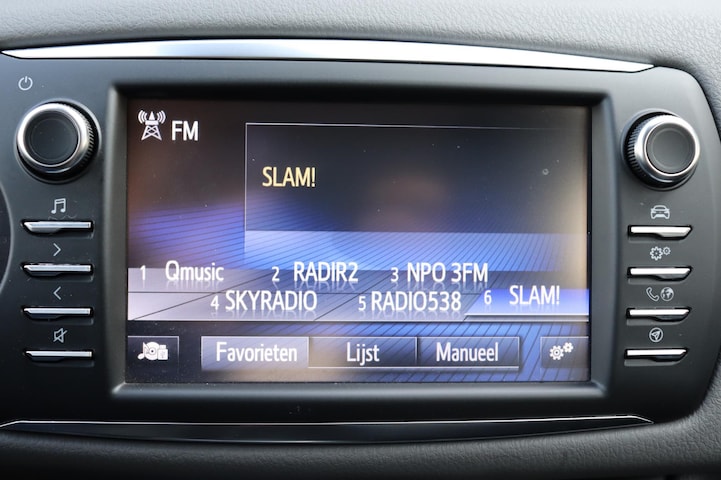 FM
SLAM!
1 Qmusic 2 RADIR2 3 NPO 3FM
4 SKYRADIO 5 RADIO538 6 SLAM!
Favorieten Lijst Manueel